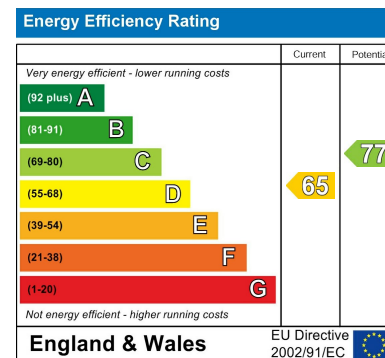 Energy Efficiency Rating
Current Potentia
Very energy efficient - lower running costs
(92 plus) A
(81-91) B
(69-80) C
77
(55-68) D
65
(39-54) E
(21-38) F
(1-20) G
Not energy efficient - higher running costs
England & Wales
EU Directive
2002/91/EC